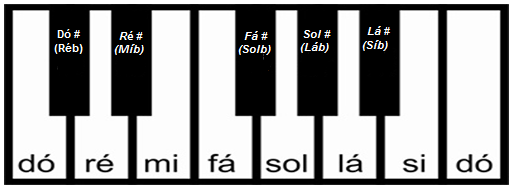 Dó #
(Réb)
Ré #
(Míb)
Fá #
(Solb)
Sol #
(Láb)
Lá #
(Síb)
dó ré mi fá sol lá si dó